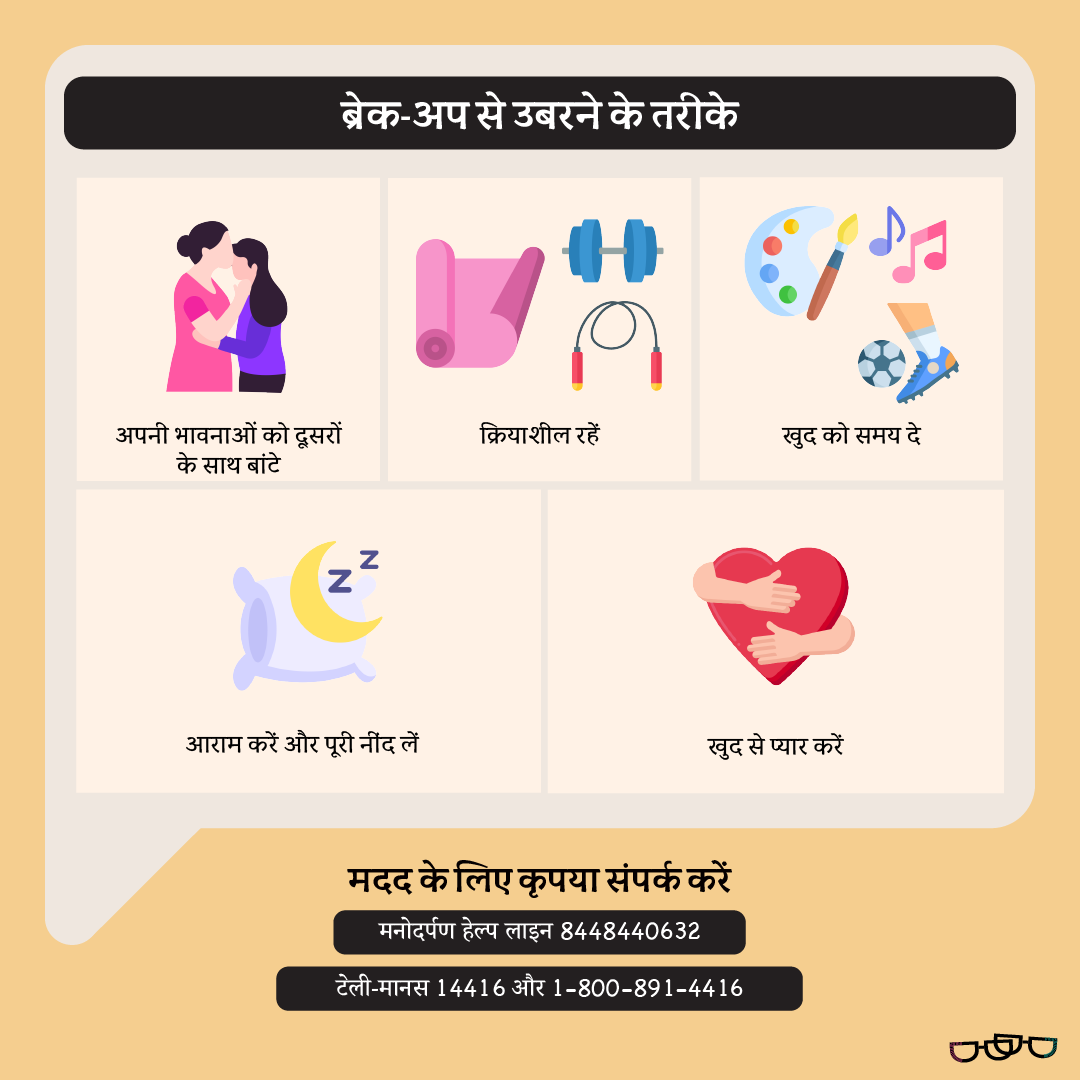 ब्रेक-अप से उबरने के तरीके
अपनी भावनाओं को दूसरों
के साथ बांटे
क्रियाशील रहें
खुद को समय दे
z z
आराम करें और पूरी नींद लें
खुद से प्यार करें
मदद के लिए कृपया संपर्क करें
मनोदर्पण हेल्प लाइन 8448440632
टेली-मानस 14416 और 1-800-891-4416